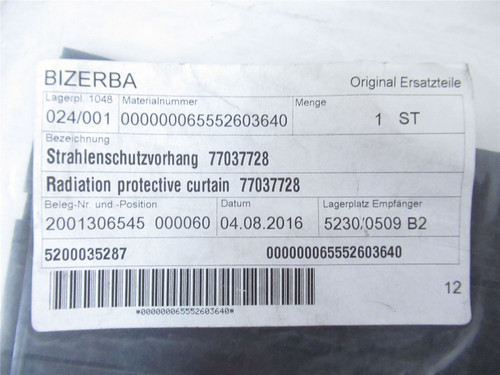 BIZERBA Original Ersatzteile
Lagerpl. 1048 Materialnummer Menge
024/001 000000065552603640 1 ST
Bezeichnung
Strahlenschutzvorhang 77037728
Radiation protective curtain 77037728
Beleg-Nr. und -Position Datum Lagerplatz Empfänger
2001306545 000060 04.08.2016 5230/0509 B2
5200035287 000000065552603640
12
*000000065552603640*